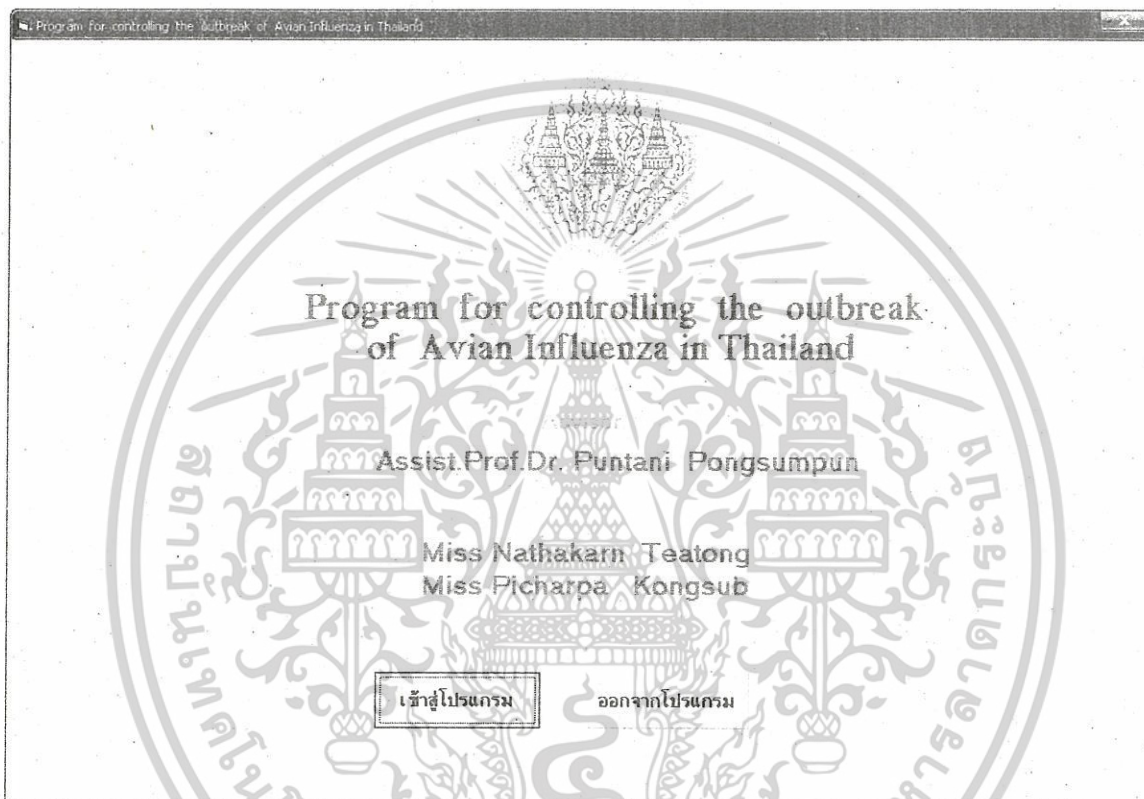 Program for controlling the outbreak of Avian Influenza in Thailand
Program for controlling the outbreak
of Avian Influenza in Thailand
Assist.Prof.Dr. Puntani Pongsumpun
Miss Nathakarn Teatong
Miss Picharpa Kongsub
เข้าสู่โปรแกรม
ออกจากโปรแกรม